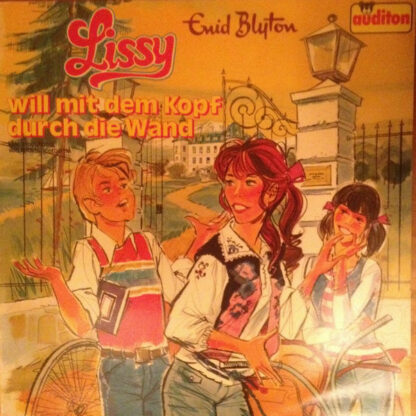 Lissy
Enid Blyton
auditon
will mit dem Kopf
durch die Wand